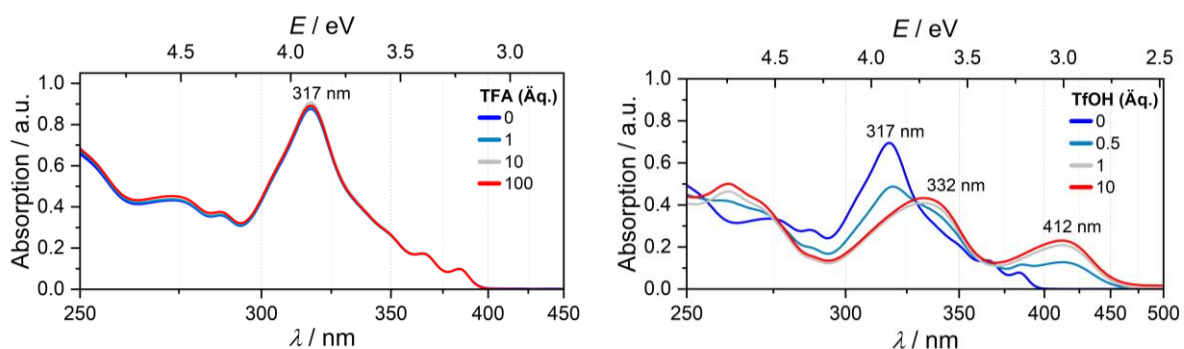 E / eV
4.5 4.0 3.5 3.0
1.0
0.8
0.6
0.4
0.2
0.0
Absorption / a.u.
317 nm
TFA (Äq.)
0
1
10
100
250 300 350 400 450
λ / nm
E / eV
4.5 4.0 3.5 3.0 2.5
1.0
0.8
0.6
0.4
0.2
0.0
Absorption / a.u.
317 nm
332 nm
412 nm
TfOH (Äq.)
0
0.5
1
10
250 300 350 400 450 500
λ / nm